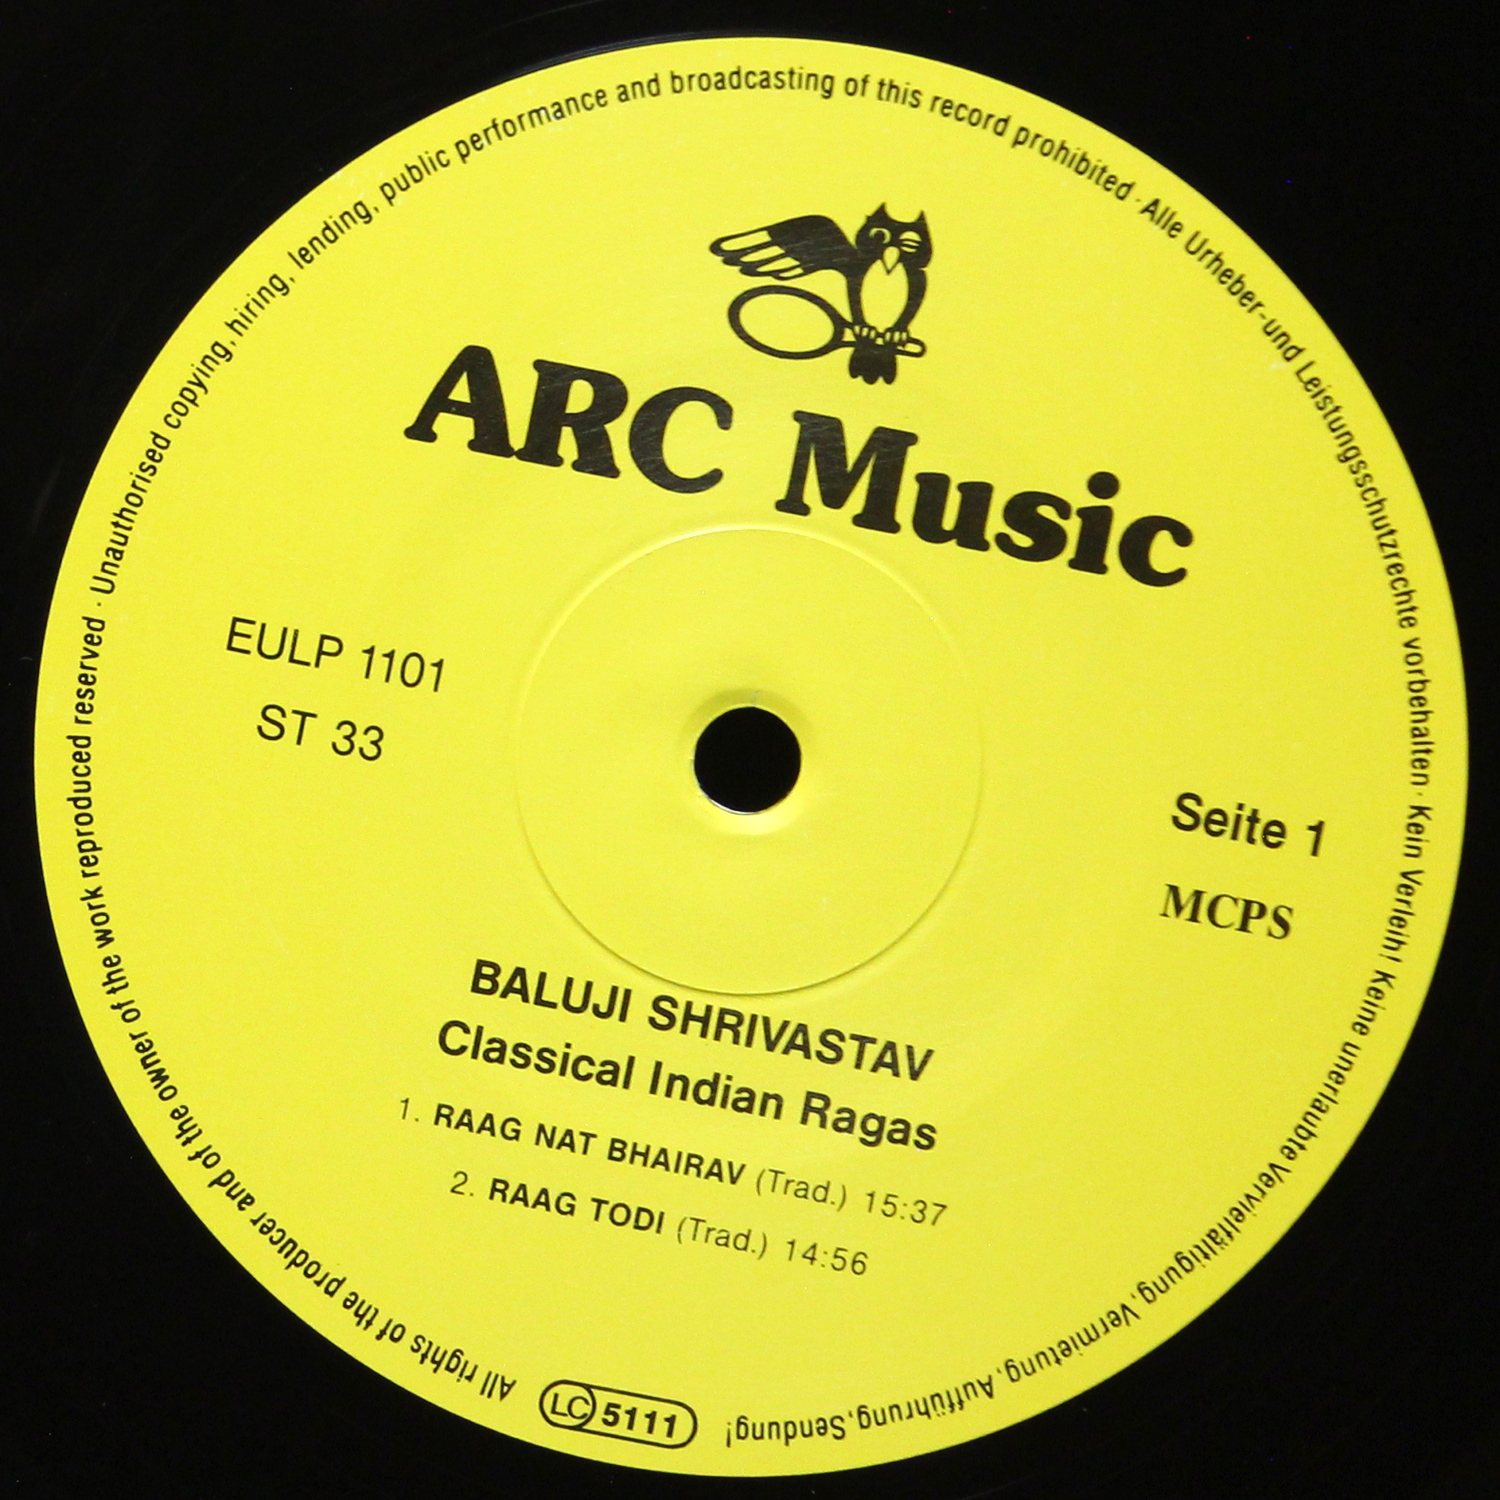 All rights of the producer and of the owner of the work reproduced reserved · Unauthorised copying, hiring, lending, public performance and broadcasting of this record prohibited · Alle Urheber- und Leistungsschutzrechte vorbehalten · Kein Verleih! Keine unerlaubte Vervielfältigung, Vermietung, Aufführung, Sendung!
ARC Music
EULP 1101
ST 33
Seite 1
MCPS
BALUJI SHRIVASTAV
Classical Indian Ragas
1. RAAG NAT BHAIRAV (Trad.) 15:37
2. RAAG TODI (Trad.) 14:56
LC 5111